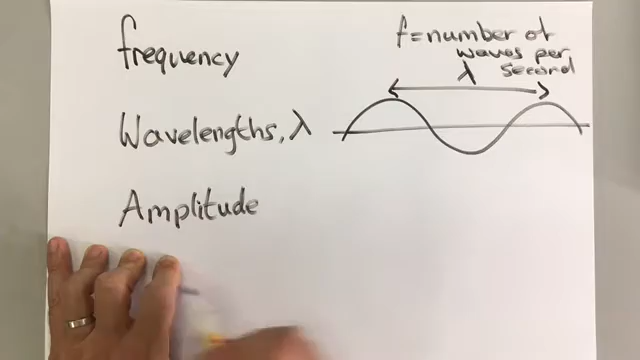 frequency
f=number of
waves per
second
λ
Wavelengths, λ
Amplitude